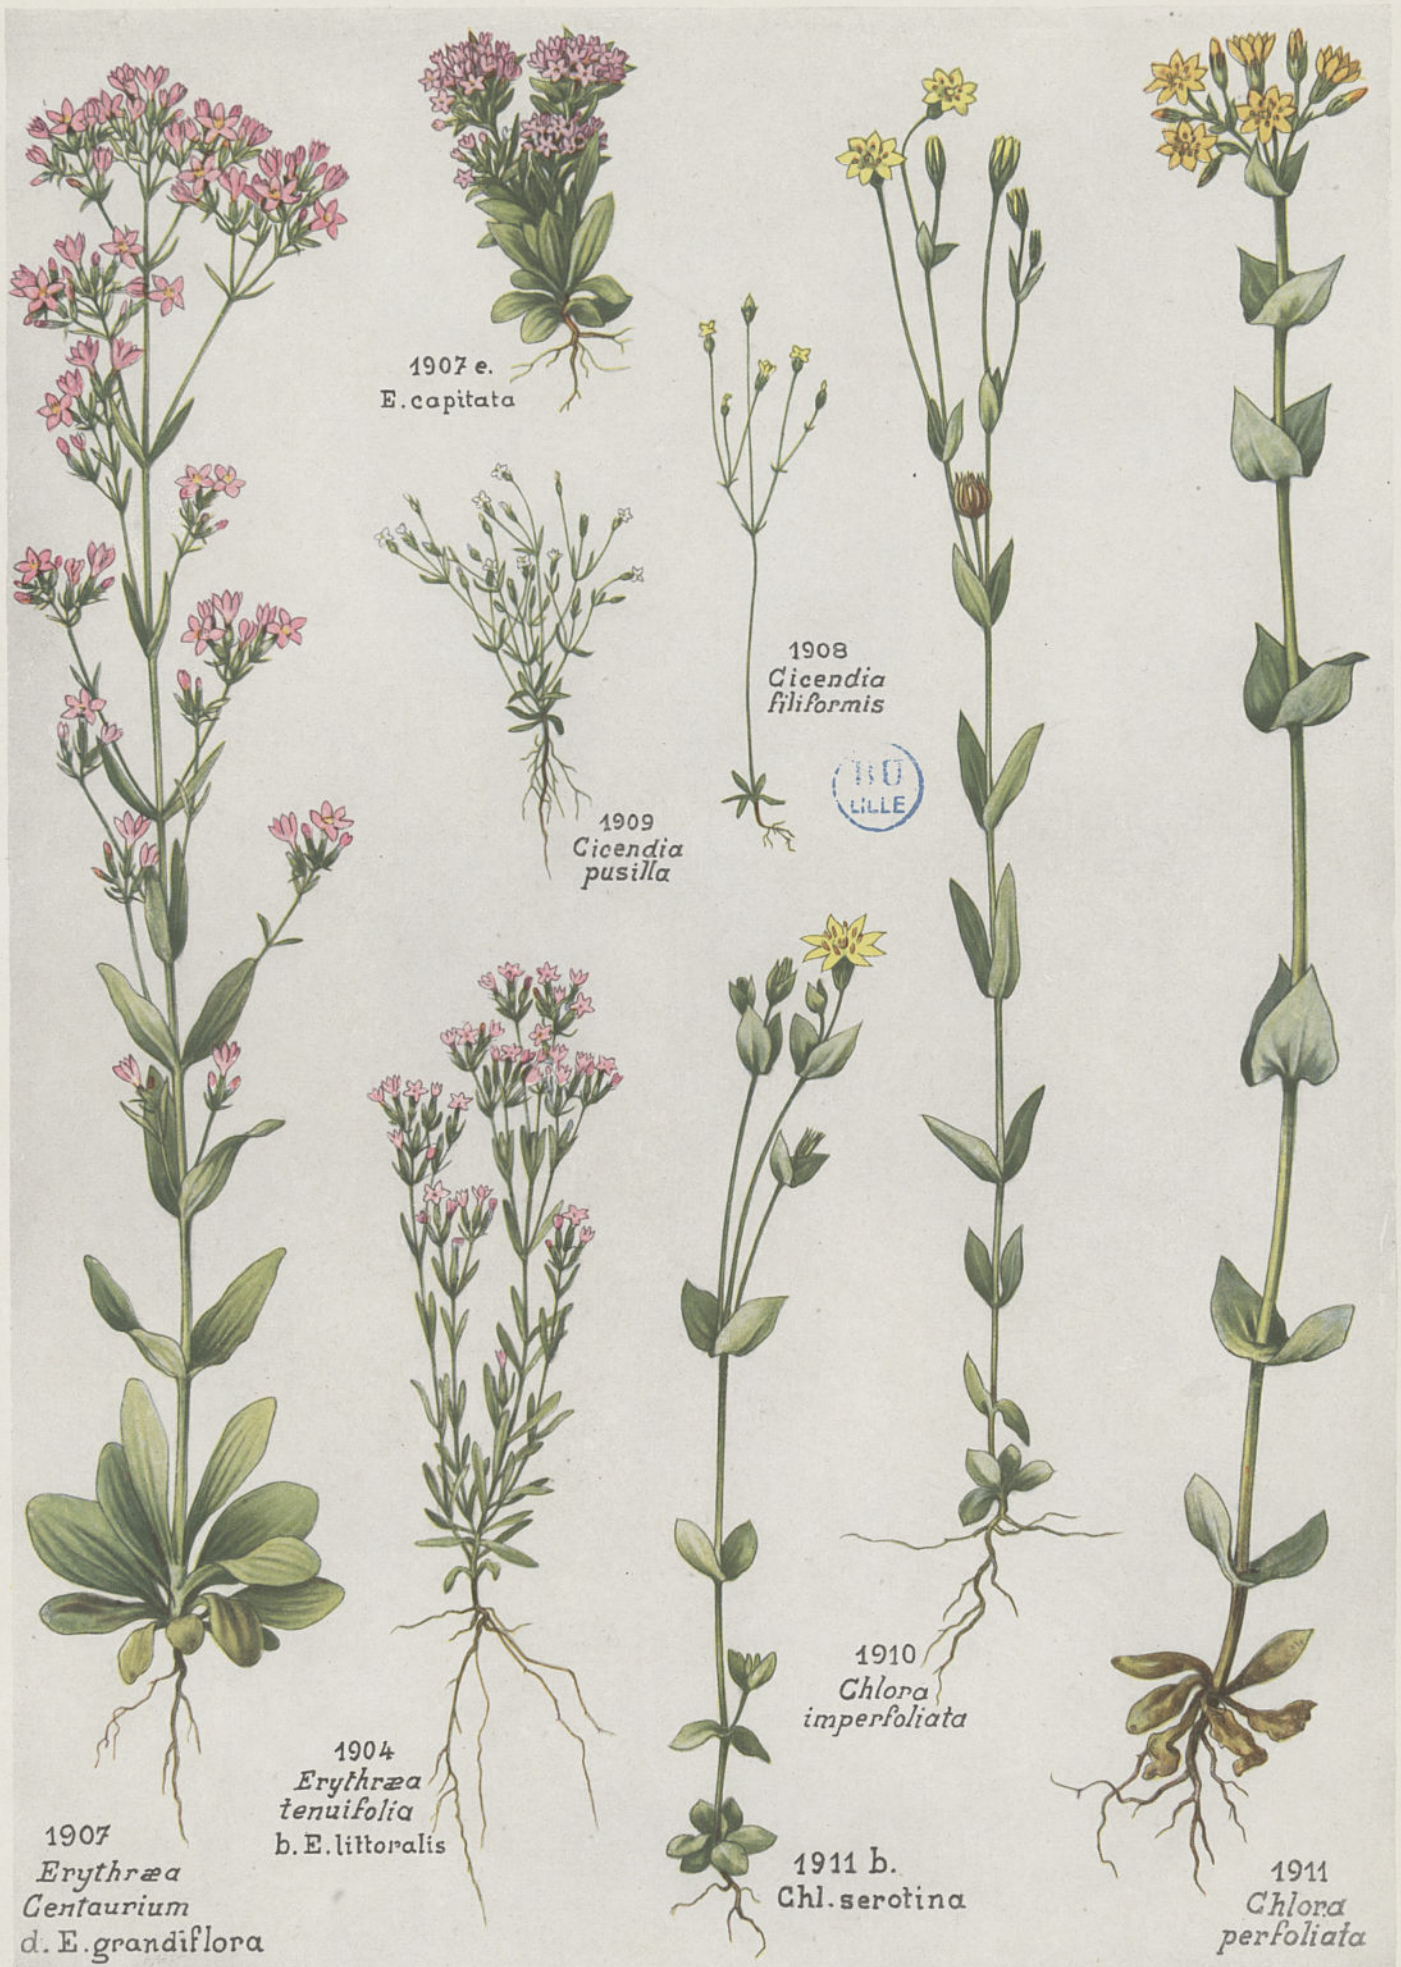 1907 e.
E. capitata
1908
Cicendia
filiformis
BU
LILLE
1909
Cicendia
pusilla
1910
Chlora
imperfoliata
1904
Erythræa
tenuifolia
b. E. littoralis
1907
Erythræa
Centaurium
d. E. grandiflora
1911 b.
Chl. serotina
1911
Chlora
perfoliata